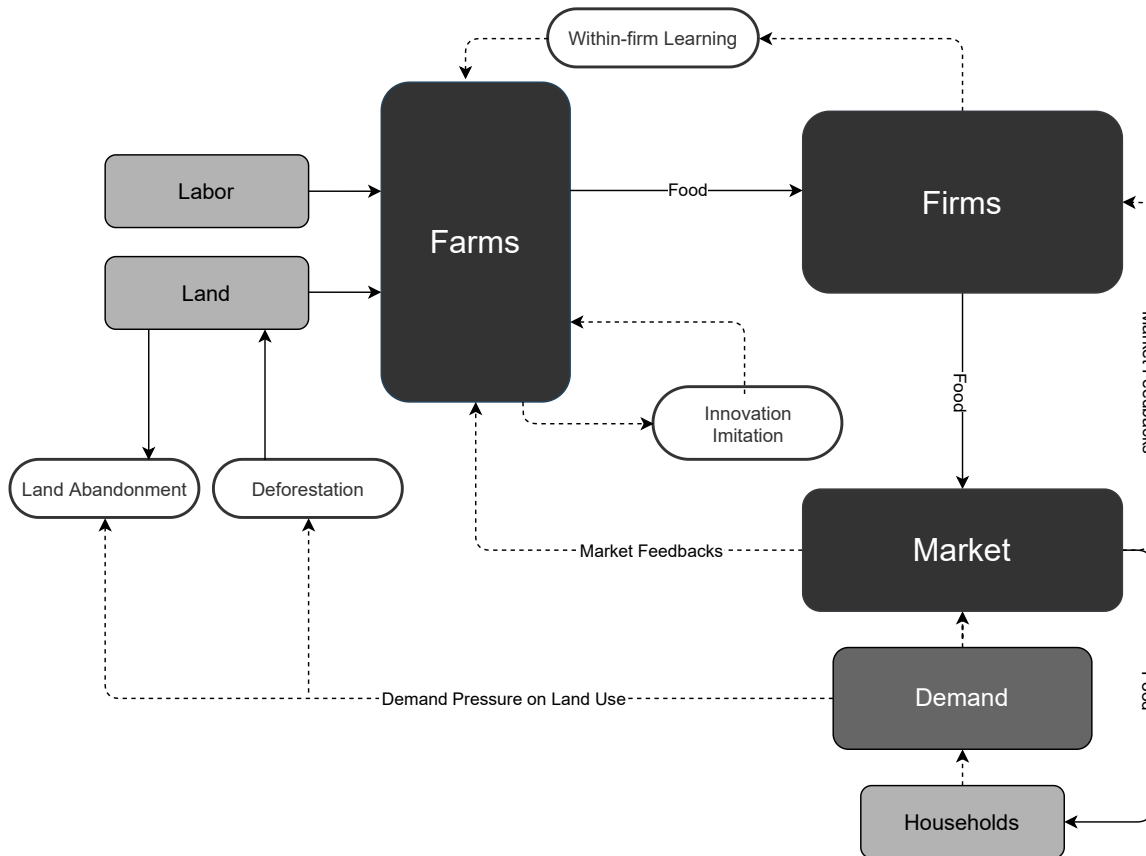 Within-firm Learning
Labor
Farms
Food
Firms
Land
Food
Innovation
Imitation
Land Abandonment
Deforestation
Market Feedbacks
Market
Demand Pressure on Land Use
Demand
Households